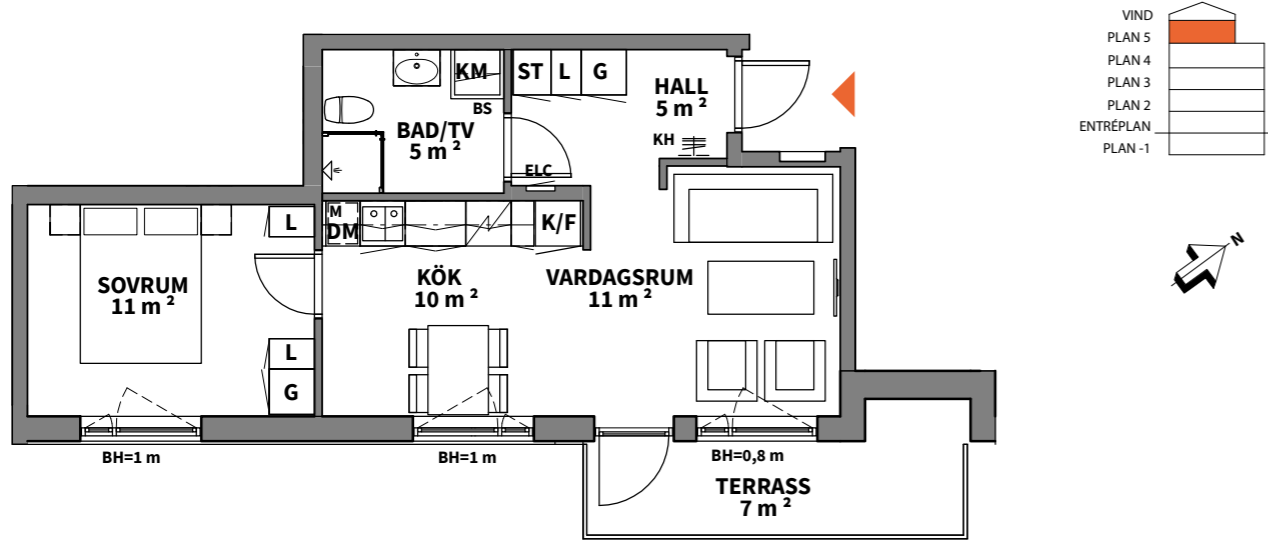 KM
ST
L
G
HALL
5 m ²
BS
BAD/TV
5 m ²
KH
ELC
M
DM
K/F
L
SOVRUM
11 m ²
KÖK
10 m ²
VARDAGSRUM
11 m ²
L
G
BH=1 m
BH=1 m
BH=0,8 m
TERRASS
7 m ²
VIND
PLAN 5
PLAN 4
PLAN 3
PLAN 2
ENTRÉPLAN
PLAN -1
N